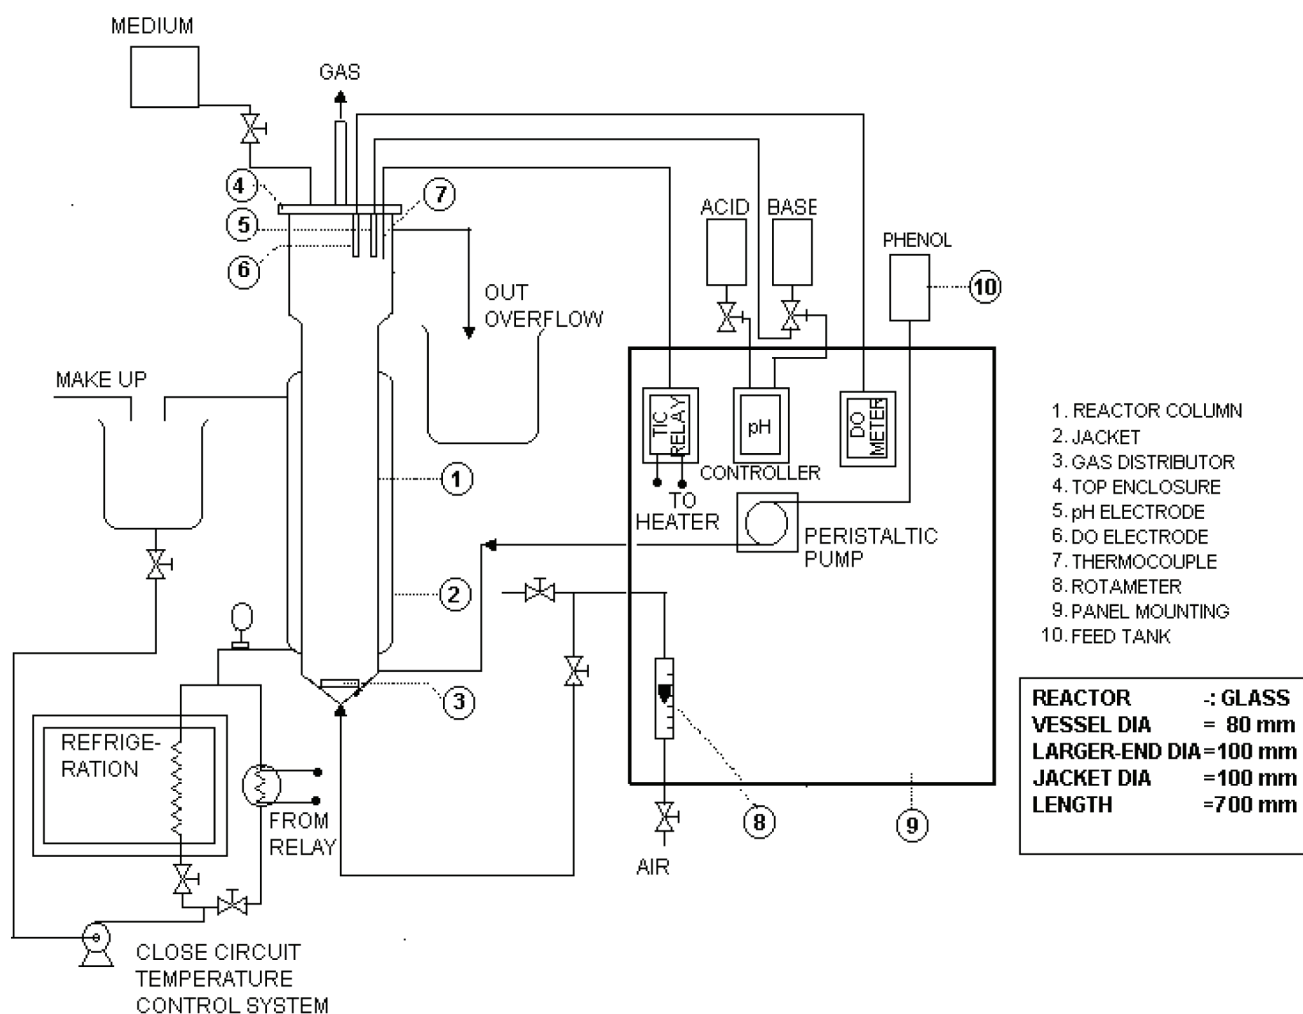 MEDIUM
GAS
4
5
6
7
ACID
BASE
PHENOL
10
OUT
OVERFLOW
MAKE UP
TIC
RELAY
pH
DO
METER
CONTROLLER
TO
HEATER
PERISTALTIC
PUMP
1
2
3
REFRIGE-
RATION
FROM
RELAY
8
9
AIR
CLOSE CIRCUIT
TEMPERATURE
CONTROL SYSTEM
1. REACTOR COLUMN
2. JACKET
3. GAS DISTRIBUTOR
4. TOP ENCLOSURE
5. pH ELECTRODE
6. DO ELECTRODE
7. THERMOCOUPLE
8. ROTAMETER
9. PANEL MOUNTING
10. FEED TANK
REACTOR -: GLASS
VESSEL DIA = 80 mm
LARGER-END DIA =100 mm
JACKET DIA =100 mm
LENGTH =700 mm